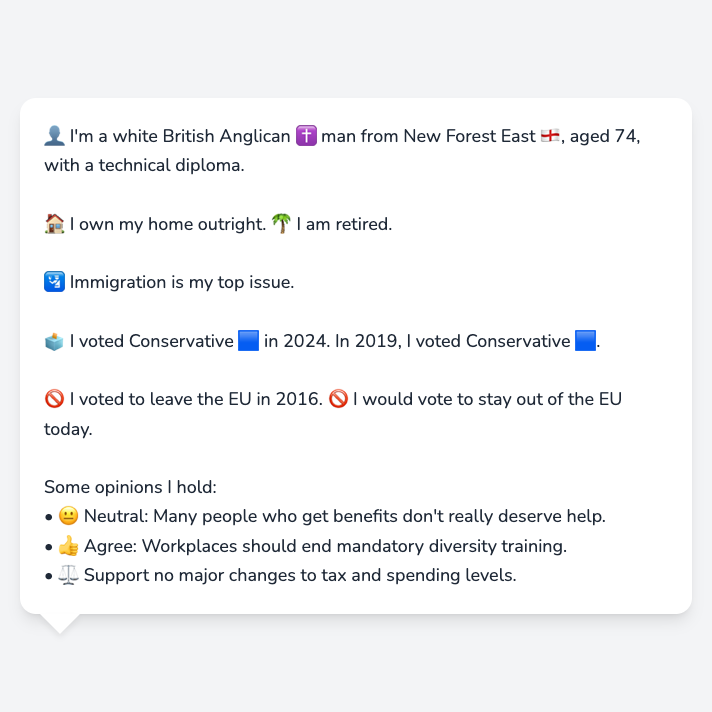 👤 I'm a white British Anglican ✝️ man from New Forest East 🏴󠁧󠁢󠁥󠁮󠁧󠁿, aged 74,
with a technical diploma.
🏠 I own my home outright. 🌴 I am retired.
🛂 Immigration is my top issue.
🗳️ I voted Conservative 🟦 in 2024. In 2019, I voted Conservative 🟦.
🚫 I voted to leave the EU in 2016. 🚫 I would vote to stay out of the EU
today.
Some opinions I hold:
• 😐 Neutral: Many people who get benefits don't really deserve help.
• 👍 Agree: Workplaces should end mandatory diversity training.
• ⚖️ Support no major changes to tax and spending levels.